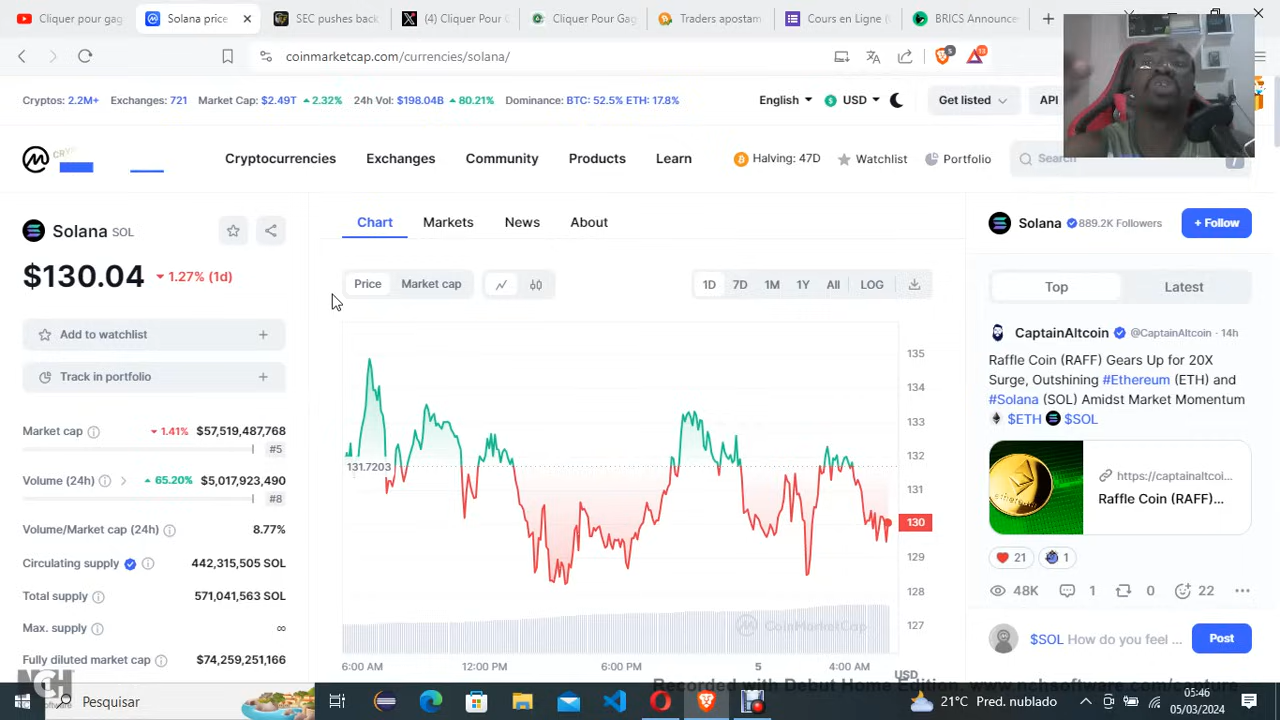 Cliquer pour gag
Solana price
SEC pushes back
(4) Cliquer Pour G
Cliquer Pour Gag
Traders apostam
Cours en Ligne (
BRICS Announce
coinmarketcap.com/currencies/solana/
5
13
Cryptos: 2.2M+ Exchanges: 721 Market Cap: $2.49T 2.32% 24h Vol: $198.04B 80.21% Dominance: BTC: 52.5% ETH: 17.8%
English USD Get listed API
Cryptocurrencies Exchanges Community Products Learn
Halving: 47D Watchlist Portfolio Search /
Solana SOL
$130.04 1.27% (1d)
Add to watchlist +
Track in portfolio +
Market cap 1.41% $57,519,487,768
#5
Volume (24h) 65.20% $5,017,923,490
#8
Volume/Market cap (24h) 8.77%
Circulating supply 442,315,505 SOL
Total supply 571,041,563 SOL
Max. supply ∞
Fully diluted market cap $74,259,251,166
Chart Markets News About
Price Market cap
1D 7D 1M 1Y All LOG
135
134
133
132
131.7203
131
130
129
128
127
CoinMarketCap
6:00 AM 12:00 PM 6:00 PM 5 4:00 AM
USD
Solana 889.2K Followers + Follow
Top Latest
CaptainAltcoin @CaptainAltcoin · 14h
Raffle Coin (RAFF) Gears Up for 20X
Surge, Outshining #Ethereum (ETH) and
#Solana (SOL) Amidst Market Momentum
$ETH $SOL
https://captainaltcoi...
Raffle Coin (RAFF)...
21 1
48K 1 0 22
$SOL How do you feel ... Post
NCH
Recorded with Debut Home Edition. www.nchsoftware.com/capture
Pesquisar
21°C Pred. nublado
05:46
05/03/2024